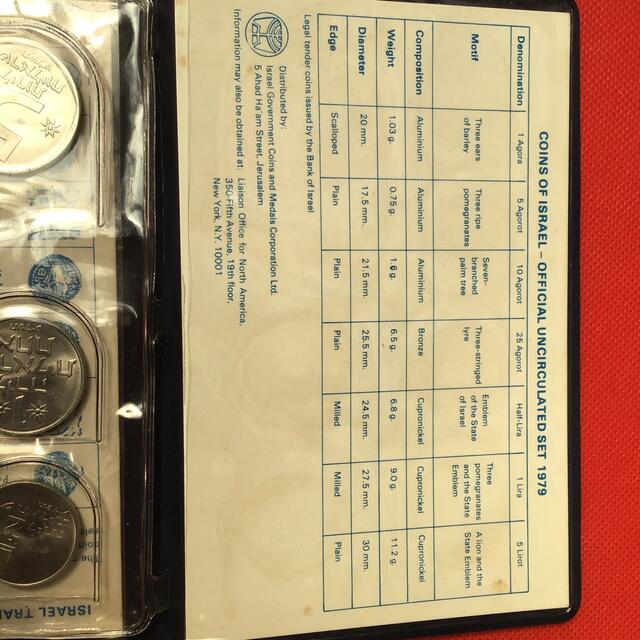 COINS OF ISRAEL – OFFICIAL UNCIRCULATED SET 1979
Denomination 1 Agora 5 Agorot 10 Agorot 25 Agorot Half-Lira 1 Lira 5 Lirot
Motif Three ears of barley Three ripe pomegranates Seven-branched palm tree Three-stringed lyre Emblem of the State of Israel Three pomegranates and the State Emblem A lion and the State Emblem
Composition Aluminium Aluminium Aluminium Bronze Cupronickel Cupronickel Cupronickel
Weight 1.03 g. 0.75 g. 1.6 g. 6.5 g. 6.8 g. 9.0 g. 11.2 g.
Diameter 20 mm. 17.5 mm. 21.5 mm. 25.5 mm. 24.5 mm. 27.5 mm. 30 mm.
Edge Scalloped Plain Plain Plain Milled Milled Plain
Legal tender coins issued by the Bank of Israel
Distributed by:
Israel Government Coins and Medals Corporation Ltd.
5 Ahad Ha'am Street, Jerusalem
Information may also be obtained at: Liaison Office for North America,
350 Fifth Avenue, 19th floor,
New York, N.Y. 10001
ISRAEL